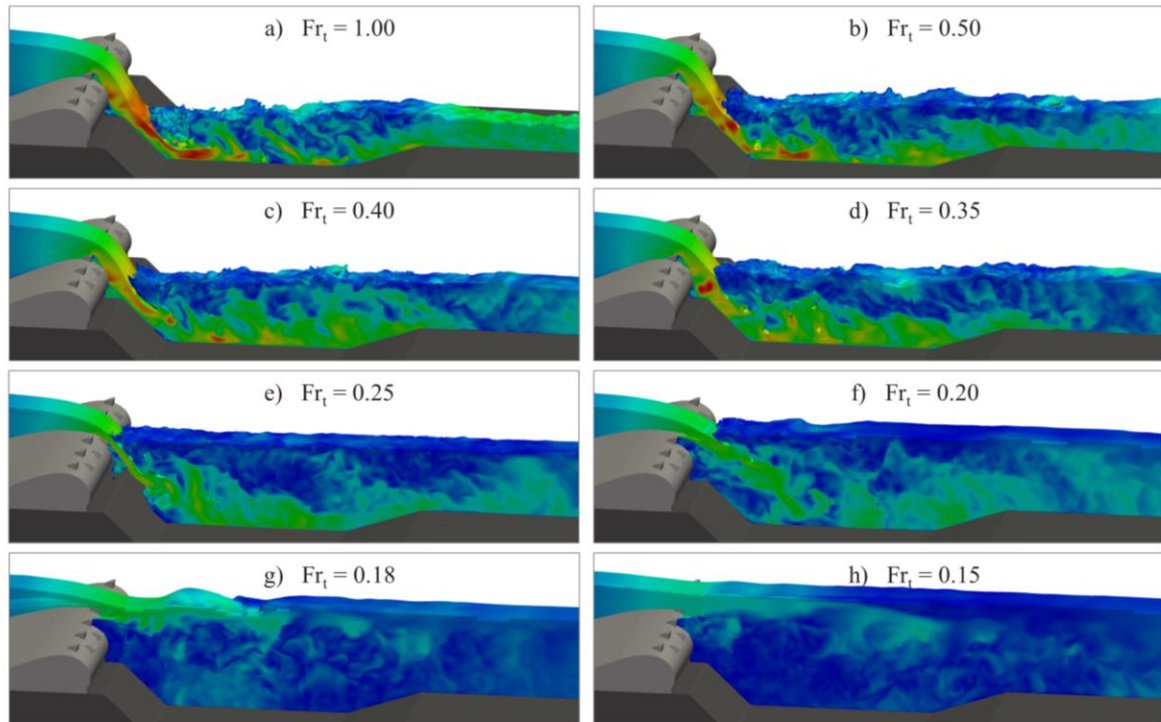 a) Fr_t = 1.00
b) Fr_t = 0.50
c) Fr_t = 0.40
d) Fr_t = 0.35
e) Fr_t = 0.25
f) Fr_t = 0.20
g) Fr_t = 0.18
h) Fr_t = 0.15